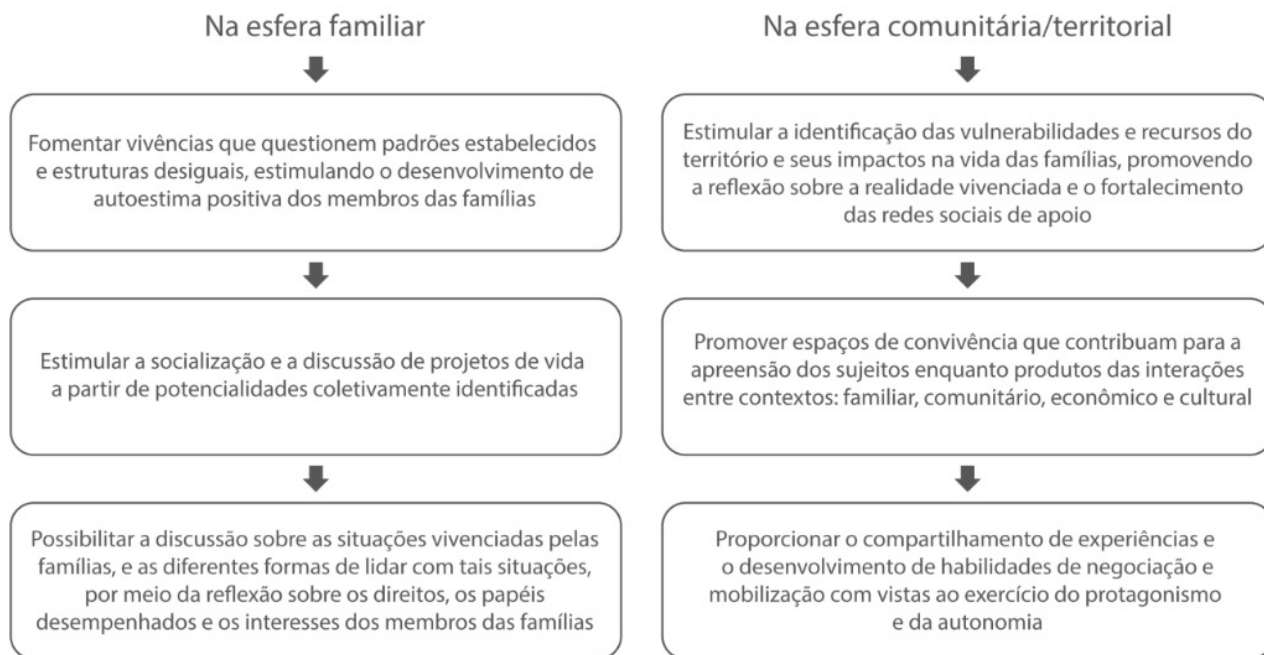 Na esfera familiar
Fomentar vivências que questionem padrões estabelecidos
e estruturas desiguais, estimulando o desenvolvimento de
autoestima positiva dos membros das famílias
Estimular a socialização e a discussão de projetos de vida
a partir de potencialidades coletivamente identificadas
Possibilitar a discussão sobre as situações vivenciadas pelas
famílias, e as diferentes formas de lidar com tais situações,
por meio da reflexão sobre os direitos, os papéis
desempenhados e os interesses dos membros das famílias
Na esfera comunitária/territorial
Estimular a identificação das vulnerabilidades e recursos do
território e seus impactos na vida das famílias, promovendo
a reflexão sobre a realidade vivenciada e o fortalecimento
das redes sociais de apoio
Promover espaços de convivência que contribuam para a
apreensão dos sujeitos enquanto produtos das interações
entre contextos: familiar, comunitário, econômico e cultural
Proporcionar o compartilhamento de experiências e
o desenvolvimento de habilidades de negociação e
mobilização com vistas ao exercício do protagonismo
e da autonomia